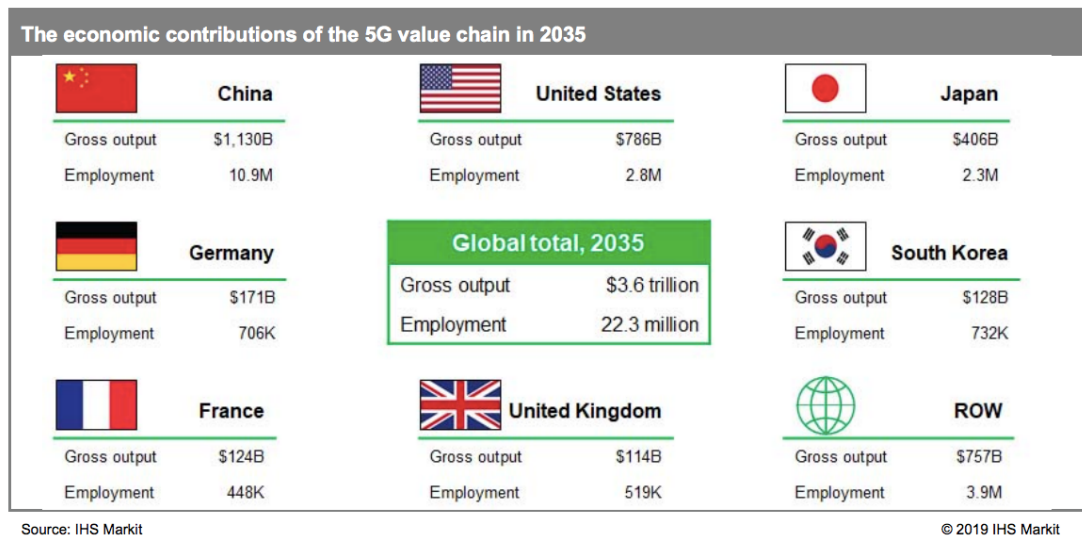 The economic contributions of the 5G value chain in 2035
China
Gross output $1,130B
Employment 10.9M
United States
Gross output $786B
Employment 2.8M
Japan
Gross output $406B
Employment 2.3M
Germany
Gross output $171B
Employment 706K
Global total, 2035
Gross output $3.6 trillion
Employment 22.3 million
South Korea
Gross output $128B
Employment 732K
France
Gross output $124B
Employment 448K
United Kingdom
Gross output $114B
Employment 519K
ROW
Gross output $757B
Employment 3.9M
Source: IHS Markit
© 2019 IHS Markit